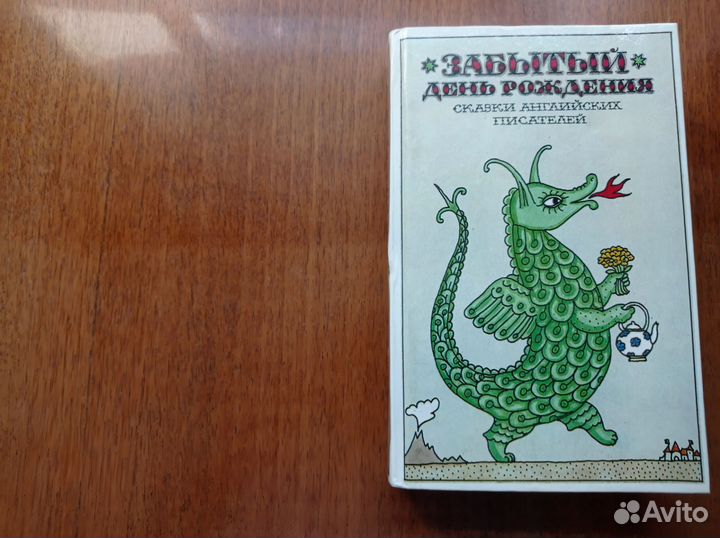 ЗАБЫТЫЙ
ДЕНЬ РОЖДЕНИЯ
СКАЗКИ АНГЛИЙСКИХ
ПИСАТЕЛЕЙ
Avito